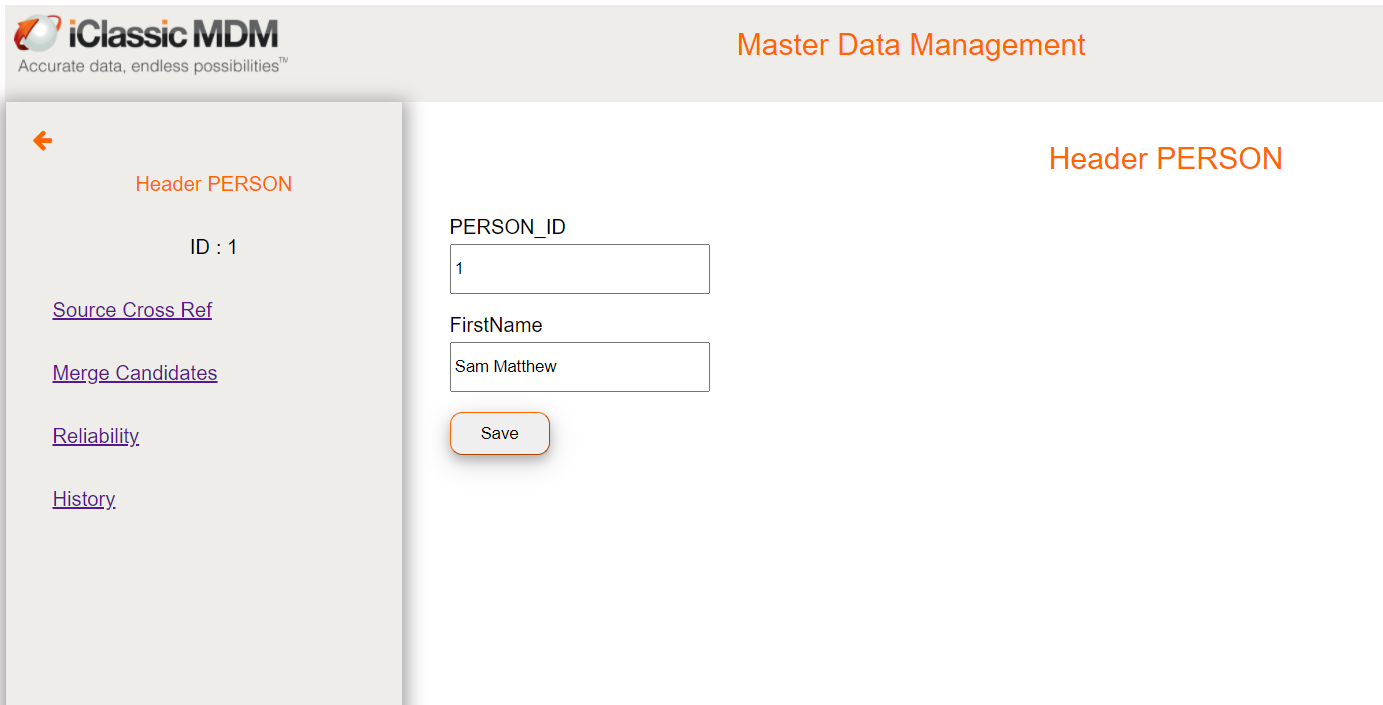 iClassic MDM
Accurate data, endless possibilities™
Master Data Management
Header PERSON
ID : 1
Source Cross Ref
Merge Candidates
Reliability
History
Header PERSON
PERSON_ID
1
FirstName
Sam Matthew
Save